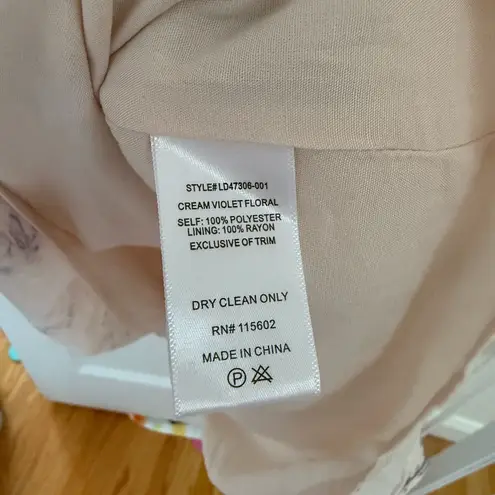 STYLE# LD47306-001
CREAM VIOLET FLORAL
SELF: 100% POLYESTER
LINING: 100% RAYON
EXCLUSIVE OF TRIM
DRY CLEAN ONLY
RN# 115602
MADE IN CHINA
P